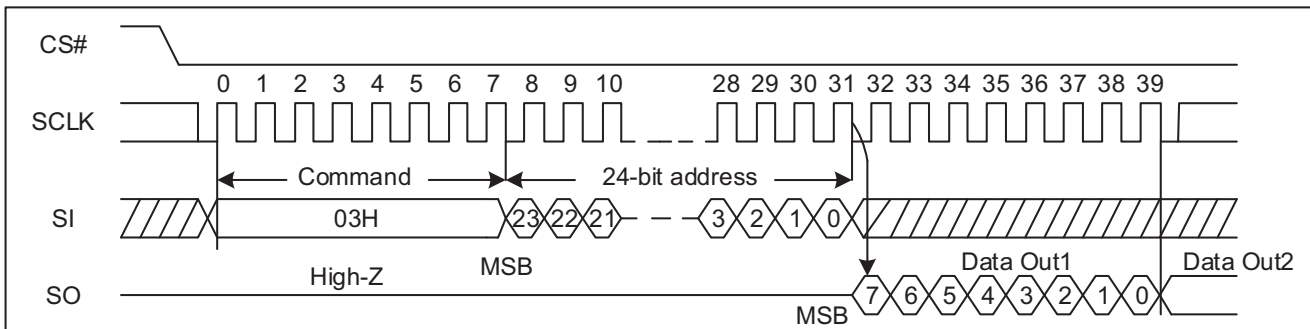 CS#
0 1 2 3 4 5 6 7 8 9 10 28 29 30 31 32 33 34 35 36 37 38 39
SCLK
Command 24-bit address
SI 03H 23 22 21 3 2 1 0
High-Z MSB Data Out1 Data Out2
SO MSB 7 6 5 4 3 2 1 0